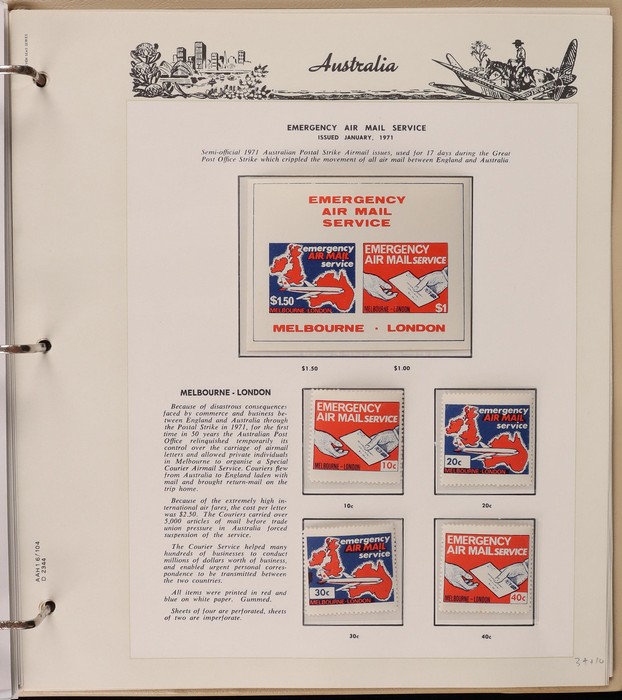 Australia
EMERGENCY AIR MAIL SERVICE
ISSUED JANUARY, 1971
Semi-official 1971 Australian Postal Strike Airmail issues, used for 17 days during the Great
Post Office Strike which crippled the movement of all air mail between England and Australia
EMERGENCY
AIR MAIL
SERVICE
emergency
AIR MAIL
service
$1.50
MELBOURNE LONDON
EMERGENCY
AIR MAIL SERVICE
MELBOURNE - LONDON
$1
MELBOURNE · LONDON
$1.50
$1.00
MELBOURNE - LONDON
Because of disastrous consequences
faced by commerce and business be-
tween England and Australia through
the Postal Strike in 1971, for the first
time in 50 years the Australian Post
Office relinquished temporarily its
control over the carriage of airmail
letters and allowed private individuals
in Melbourne to organise a Special
Courier Airmail Service. Couriers flew
from Australia to England laden with
mail and brought return-mail on the
trip home.
Because of the extremely high in-
ternational air fares, the cost per letter
was $2.50. The Couriers carried over
5,000 articles of mail before trade
union pressure in Australia forced
suspension of the service.
The Courier Service helped many
hundreds of businesses to conduct
millions of dollars worth of business,
and enabled urgent personal corres-
pondence to be transmitted between
the two countries.
All items were printed in red and
blue on white paper. Gummed.
Sheets of four are perforated, sheets
of two are imperforate.
EMERGENCY
AIR MAIL SERVICE
MELBOURNE - LONDON
10c
10c
emergency
AIR MAIL
service
20c
MELBOURNE LONDON
20c
emergency
AIR MAIL
service
30c
MELBOURNE LONDON
30c
EMERGENCY
AIR MAIL SERVICE
MELBOURNE - LONDON
40c
40c
AAH1 6/104
D 2344